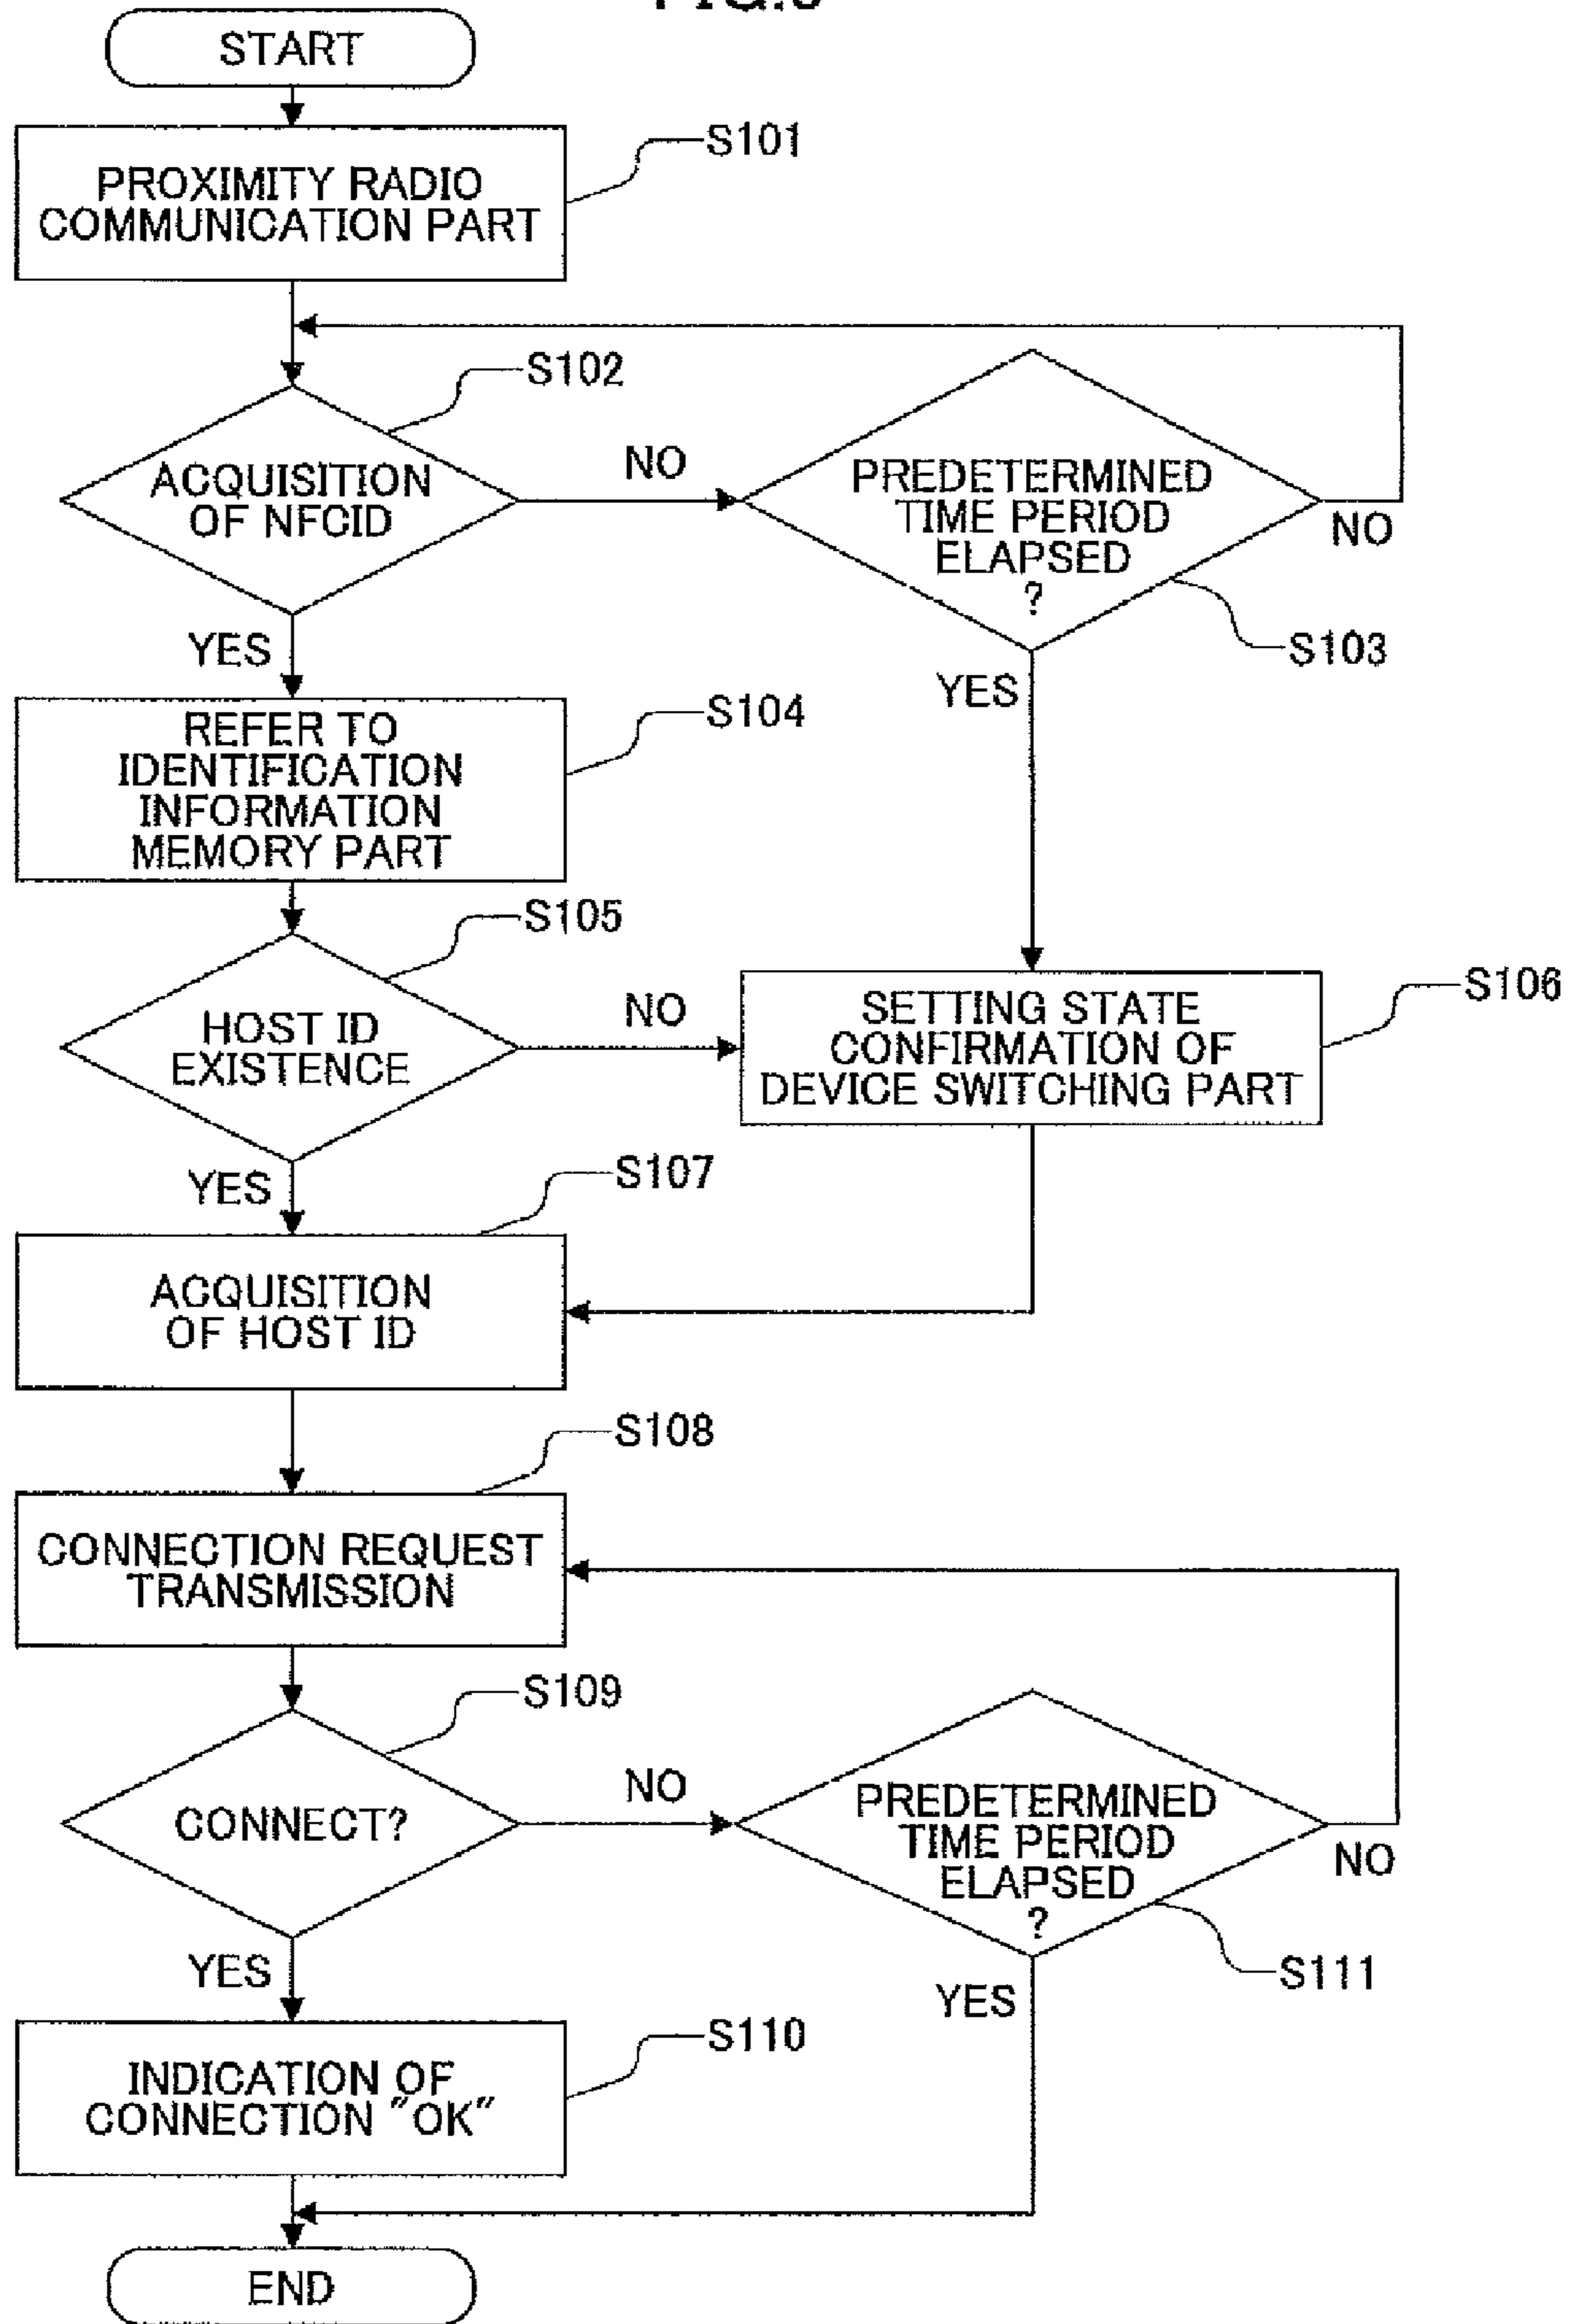 START
S101
PROXIMITY RADIO
COMMUNICATION PART
S102
ACQUISITION
OF NFCID
NO
PREDETERMINED
TIME PERIOD
ELAPSED
?
NO
S103
YES
YES
S104
REFER TO
IDENTIFICATION
INFORMATION
MEMORY PART
S105
HOST ID
EXISTENCE
NO
S106
SETTING STATE
CONFIRMATION OF
DEVICE SWITCHING PART
YES
S107
ACQUISITION
OF HOST ID
S108
CONNECTION REQUEST
TRANSMISSION
S109
CONNECT?
NO
PREDETERMINED
TIME PERIOD
ELAPSED
?
NO
S111
YES
YES
S110
INDICATION OF
CONNECTION "OK"
END